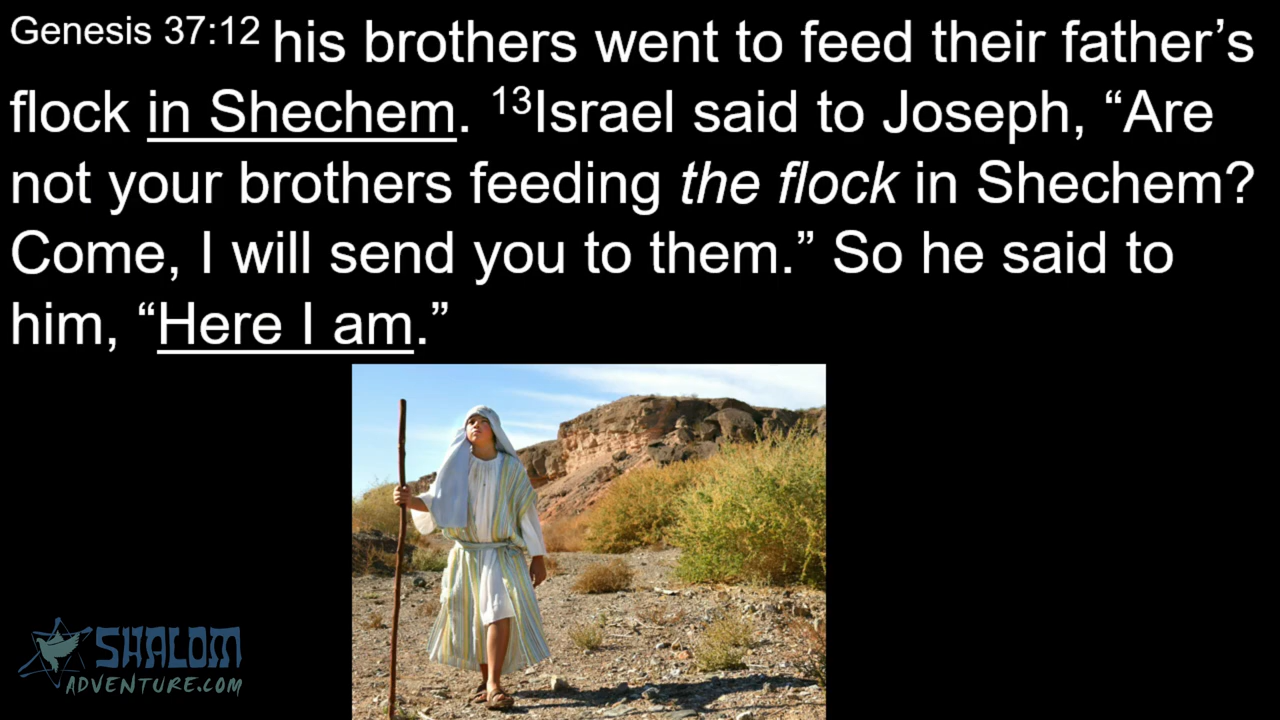 Genesis 37:12 his brothers went to feed their father’s
flock in Shechem. 13Israel said to Joseph, “Are
not your brothers feeding the flock in Shechem?
Come, I will send you to them.” So he said to
him, “Here I am.”
SHALOM
ADVENTURE.COM